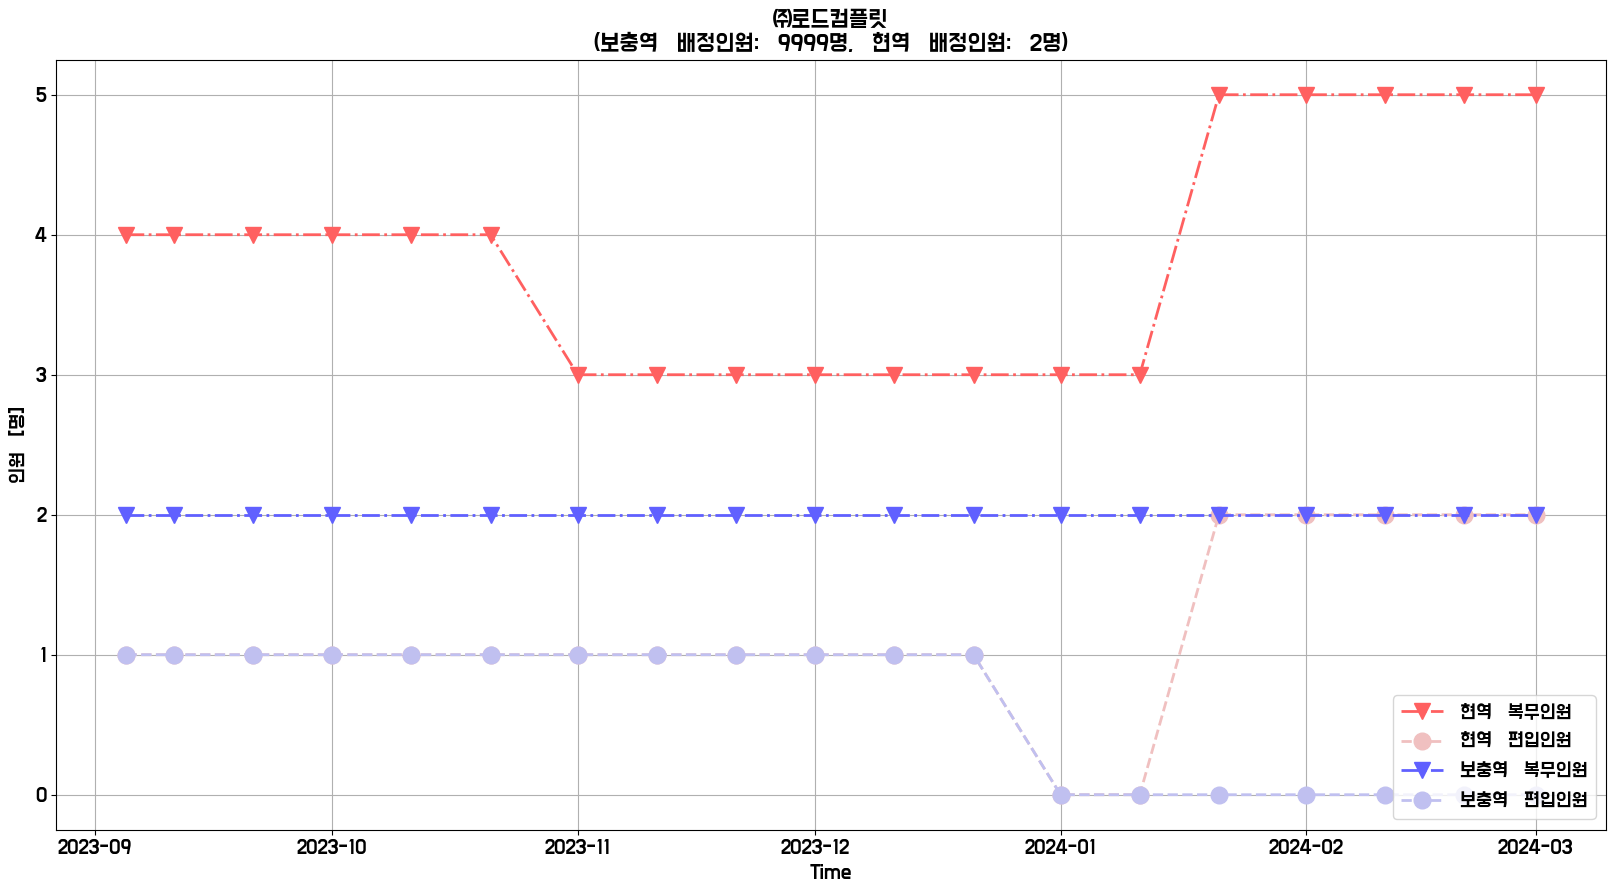 ㈜로드컴플릿
(보충역 배정인원: 9999명, 현역 배정인원: 2명)
5
4
3
2
1
0
인원 [명]
2023-09 2023-10 2023-11 2023-12 2024-01 2024-02 2024-03
Time
현역 복무인원
현역 편입인원
보충역 복무인원
보충역 편입인원